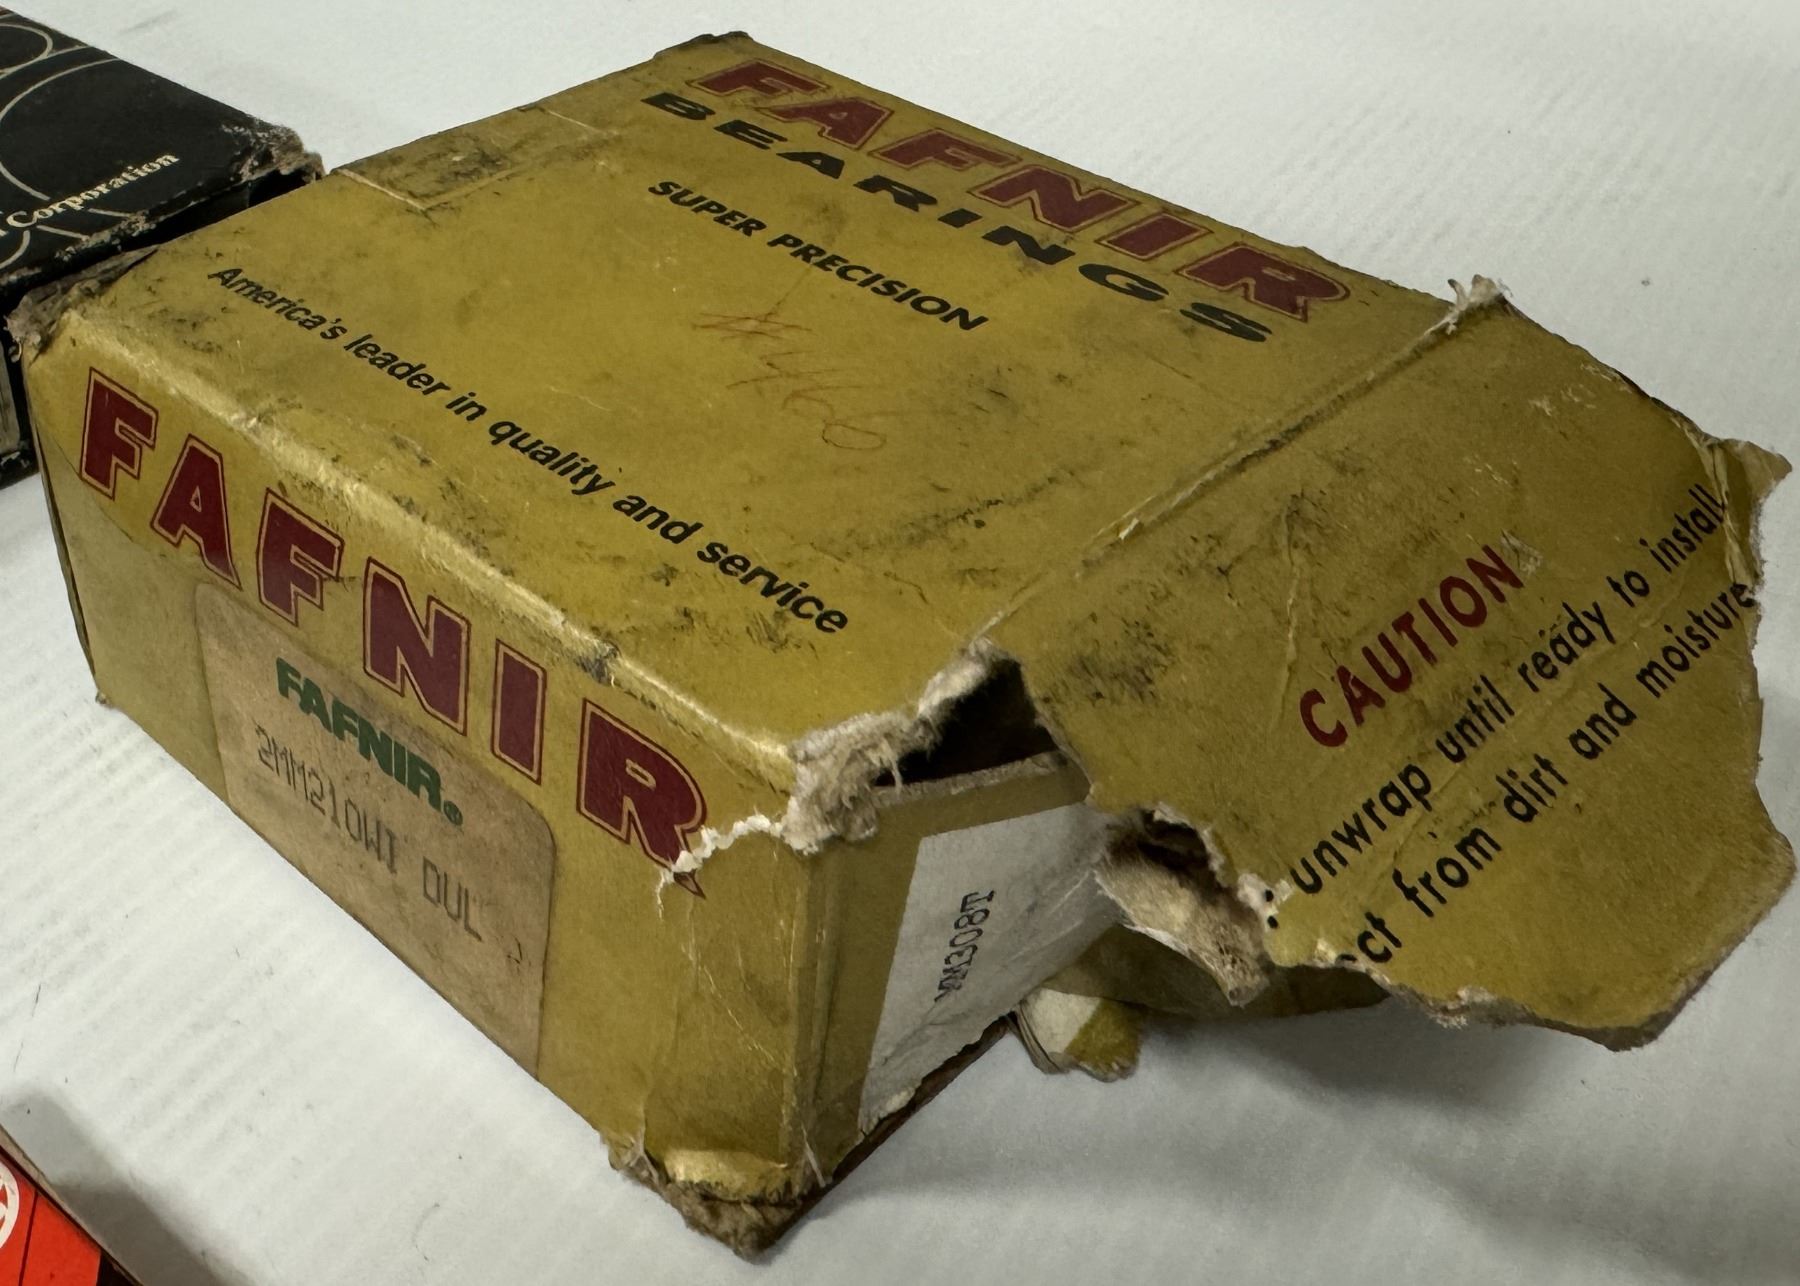 Corporation
FAFNIR
BEARINGS
SUPER PRECISION
#466
America's leader in quality and service
FAFNIR
FAFNIR®
2MM210WI DUL
MM308T
CAUTION
unwrap until ready to install
ct from dirt and moisture